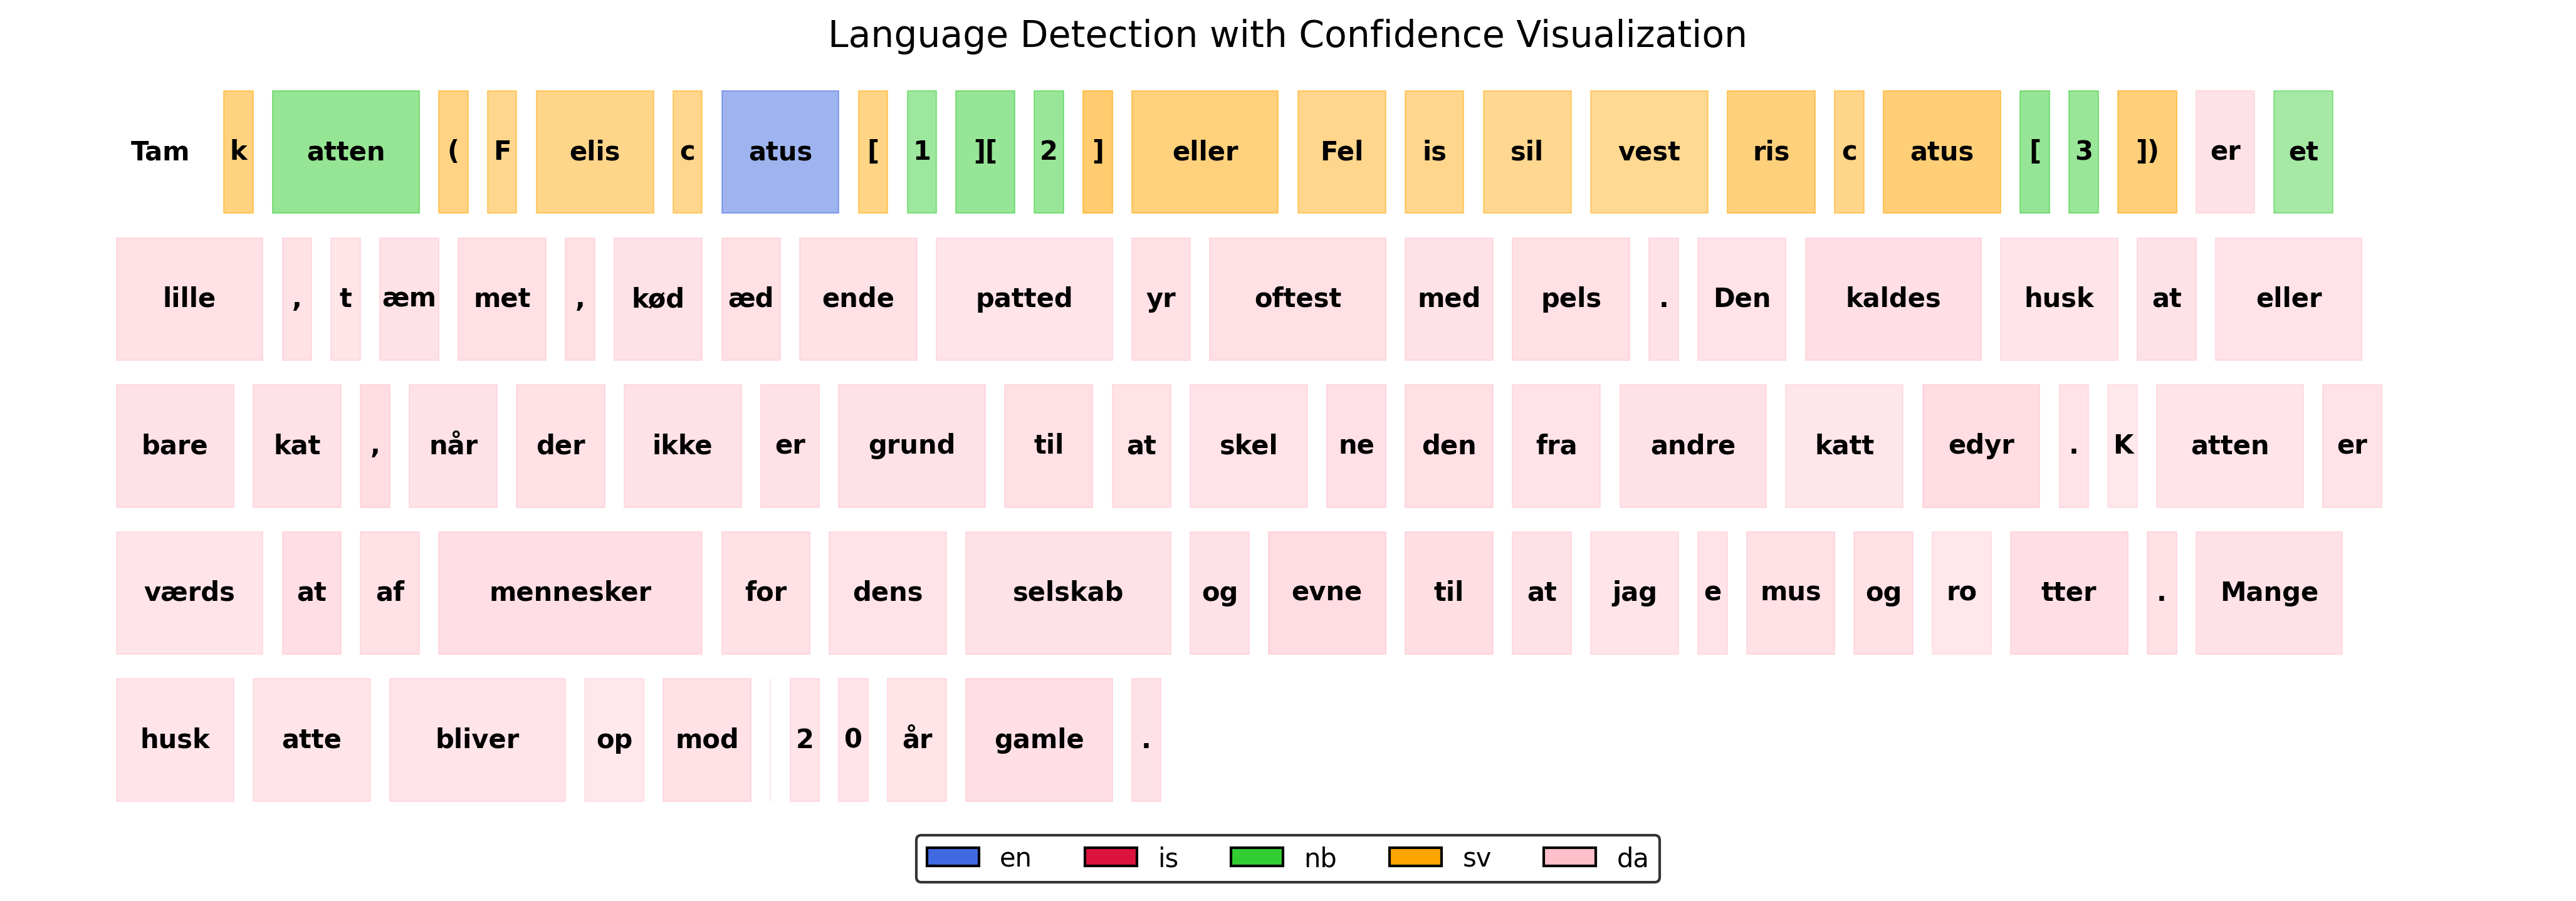 Language Detection with Confidence Visualization
Tam k atten ( F elis c atus [ 1 ][ 2 ] eller Fel is sil vest ris c atus [ 3 ]) er et
lille , t æm met , kød æd ende patted yr oftest med pels . Den kaldes husk at eller
bare kat , når der ikke er grund til at skel ne den fra andre katt edyr . K atten er
værds at af mennesker for dens selskab og evne til at jag e mus og ro tter . Mange
husk atte bliver op mod 2 0 år gamle .
en is nb sv da